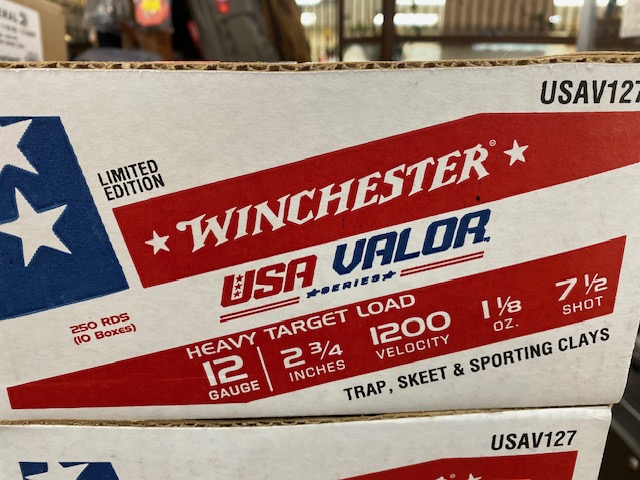 USAV127
LIMITED
EDITION
WINCHESTER
USA VALOR
SERIES
250 RDS
(10 Boxes)
HEAVY TARGET LOAD
12
GAUGE
2 3/4
INCHES
1200
VELOCITY
1 1/8
OZ.
7 1/2
SHOT
TRAP, SKEET & SPORTING CLAYS
USAV127